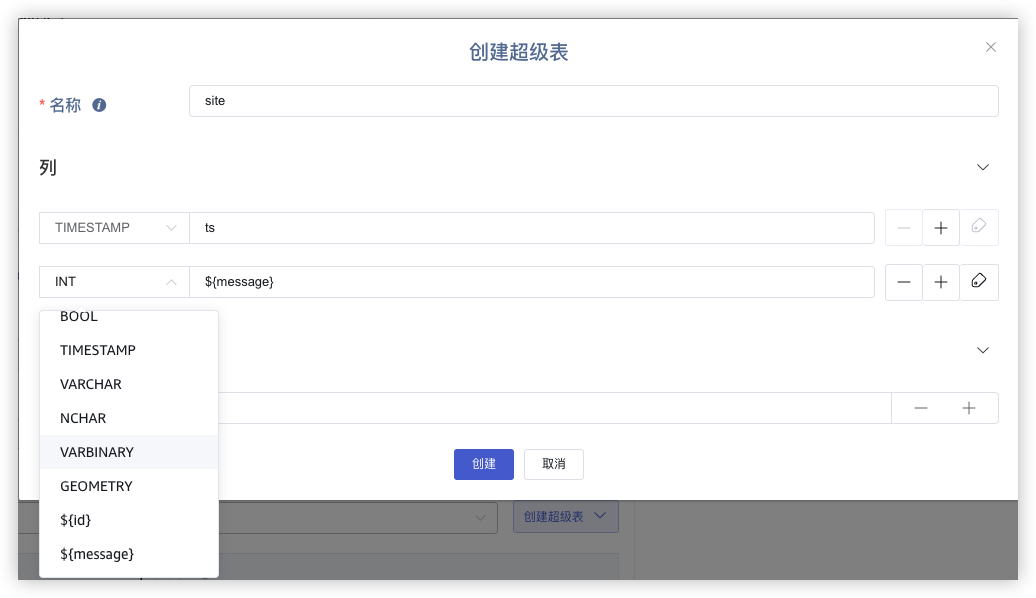 创建超级表
* 名称
site
列
TIMESTAMP
ts
INT
${message}
BOOL
TIMESTAMP
VARCHAR
NCHAR
VARBINARY
GEOMETRY
${id}
${message}
创建
取消
创建超级表